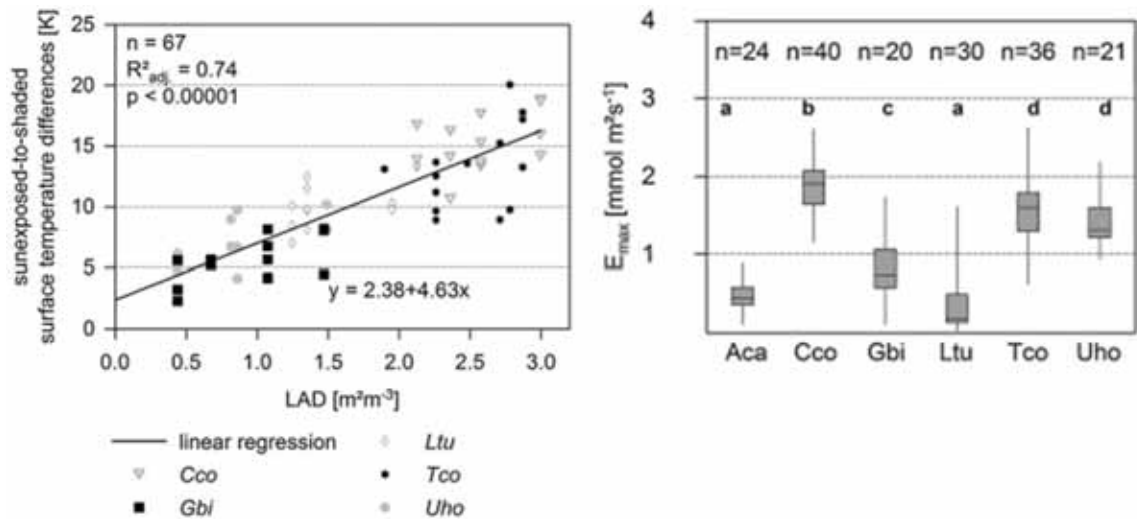 sunexposed-to-shaded
surface temperature differences [K]
25
20
15
10
5
0
n = 67
R²adj. = 0.74
p < 0.00001
y = 2.38+4.63x
0.0 0.5 1.0 1.5 2.0 2.5 3.0
LAD [m²m⁻³]
linear regression
Ltu
Cco
Tco
Gbi
Uho
Emax [mmol m²s⁻¹]
4
3
2
1
n=24 n=40 n=20 n=30 n=36 n=21
a b c a d d
Aca Cco Gbi Ltu Tco Uho